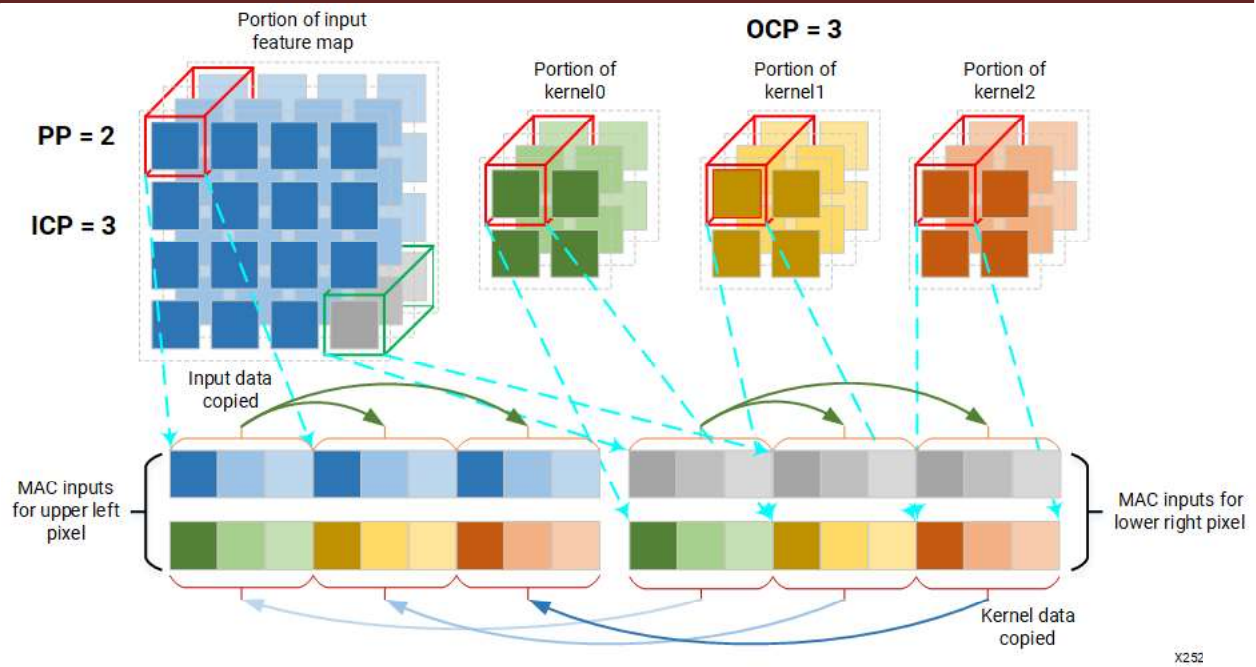 Portion of input
feature map
OCP = 3
Portion of
kernel0
Portion of
kernel1
Portion of
kernel2
PP = 2
ICP = 3
Input data
copied
MAC inputs
for upper left
pixel
MAC inputs for
lower right pixel
Kernel data
copied
X252